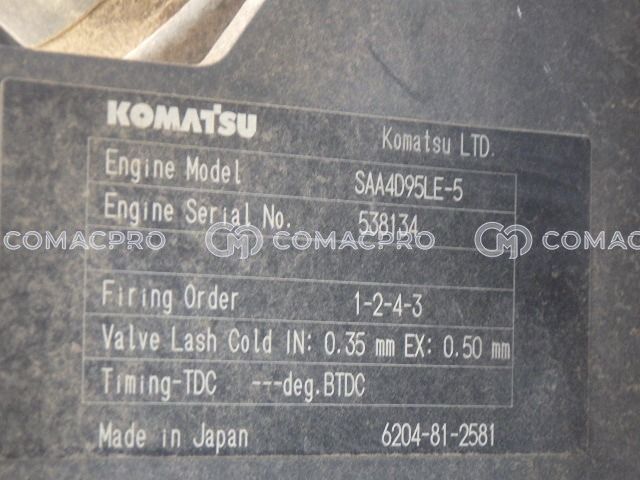 KOMATSU Komatsu LTD.
Engine Model SAA4D95LE-5
Engine Serial No. 538134
COMACPRO CM COMACPRO CM COMACPRO
Firing Order 1-2-4-3
Valve Lash Cold IN: 0.35 mm EX: 0.50 mm
Timing-TDC ---deg.BTDC
Made in Japan 6204-81-2581